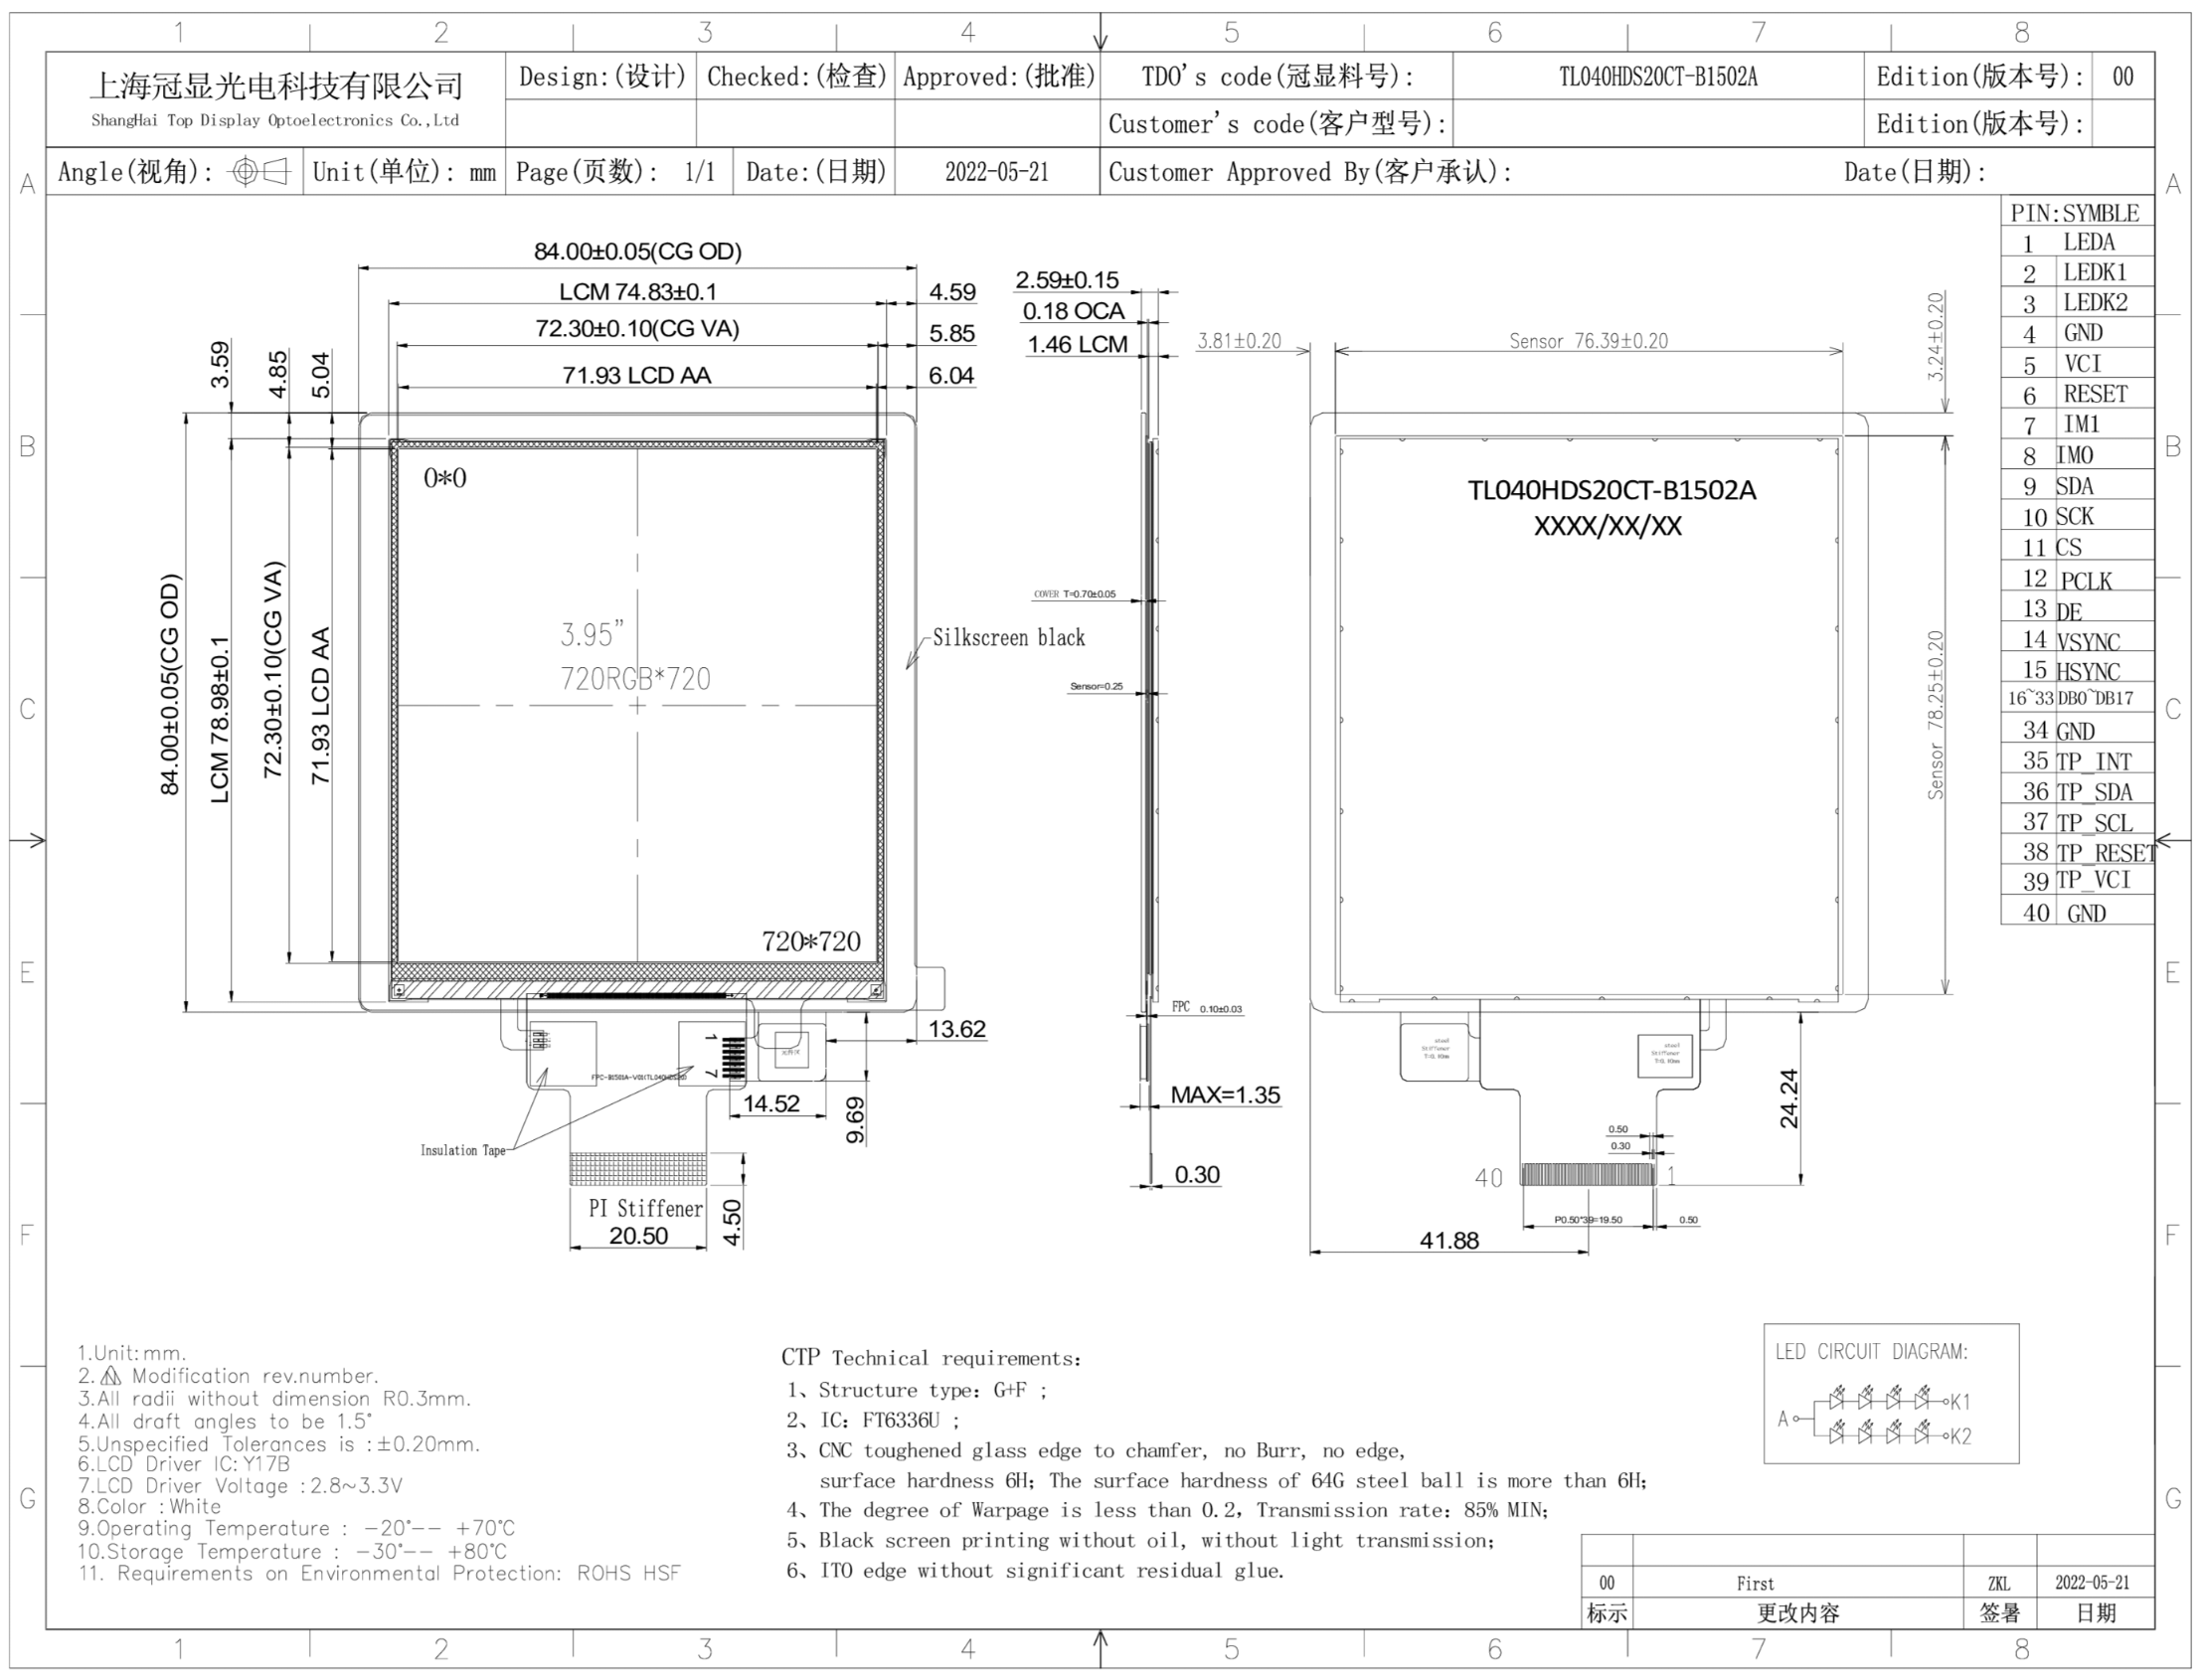 1 2 3 4 5 6 7 8
上海冠显光电科技有限公司
ShangHai Top Display Optoelectronics Co.,Ltd
Design:(设计) Checked:(检查) Approved:(批准)
TDO's code(冠显料号): TL040HDS20CT-B1502A Edition(版本号): 00
Customer's code(客户型号): Edition(版本号):
Angle(视角): Unit(单位): mm Page(页数): 1/1 Date:(日期) 2022-05-21 Customer Approved By(客户承认): Date(日期):
A A
B B
C C
E E
F F
G G
PIN:SYMBLE
1 LEDA
2 LEDK1
3 LEDK2
4 GND
5 VCI
6 RESET
7 IM1
8 IM0
9 SDA
10 SCK
11 CS
12 PCLK
13 DE
14 VSYNC
15 HSYNC
16~33 DB0~DB17
34 GND
35 TP_INT
36 TP_SDA
37 TP_SCL
38 TP_RESET
39 TP_VCI
40 GND
84.00±0.05(CG OD)
LCM 74.83±0.1
4.59
72.30±0.10(CG VA)
5.85
71.93 LCD AA
6.04
3.59
4.85
5.04
84.00±0.05(CG OD)
LCM 78.98±0.1
72.30±0.10(CG VA)
71.93 LCD AA
0*0
3.95”
720RGB*720
720*720
Silkscreen black
13.62
1
7
14.52
9.69
Insulation Tape
PI Stiffener
20.50
4.50
2.59±0.15
0.18 OCA
1.46 LCM
COVER T=0.70±0.05
Sensor=0.25
FPC 0.10±0.03
MAX=1.35
0.30
3.81±0.20
Sensor 76.39±0.20
3.24±0.20
TL040HDS20CT-B1502A
XXXX/XX/XX
Sensor 78.25±0.20
steel
Stiffener
steel
Stiffener
24.24
0.50
0.30
40 1
P0.50*39=19.50 0.50
41.88
1.Unit:mm.
2. Modification rev.number.
3.All radii without dimension R0.3mm.
4.All draft angles to be 1.5°
5.Unspecified Tolerances is :±0.20mm.
6.LCD Driver IC:Y17B
7.LCD Driver Voltage :2.8~3.3V
8.Color :White
9.Operating Temperature : -20°-- +70°C
10.Storage Temperature : -30°-- +80°C
11. Requirements on Environmental Protection: ROHS HSF
CTP Technical requirements:
1、Structure type: G+F ;
2、IC: FT6336U ;
3、CNC toughened glass edge to chamfer, no Burr, no edge,
surface hardness 6H; The surface hardness of 64G steel ball is more than 6H;
4、The degree of Warpage is less than 0.2, Transmission rate: 85% MIN;
5、Black screen printing without oil, without light transmission;
6、ITO edge without significant residual glue.
LED CIRCUIT DIAGRAM:
A K1
K2
00 First ZKL 2022-05-21
标示 更改内容 签署 日期
1 2 3 4 5 6 7 8